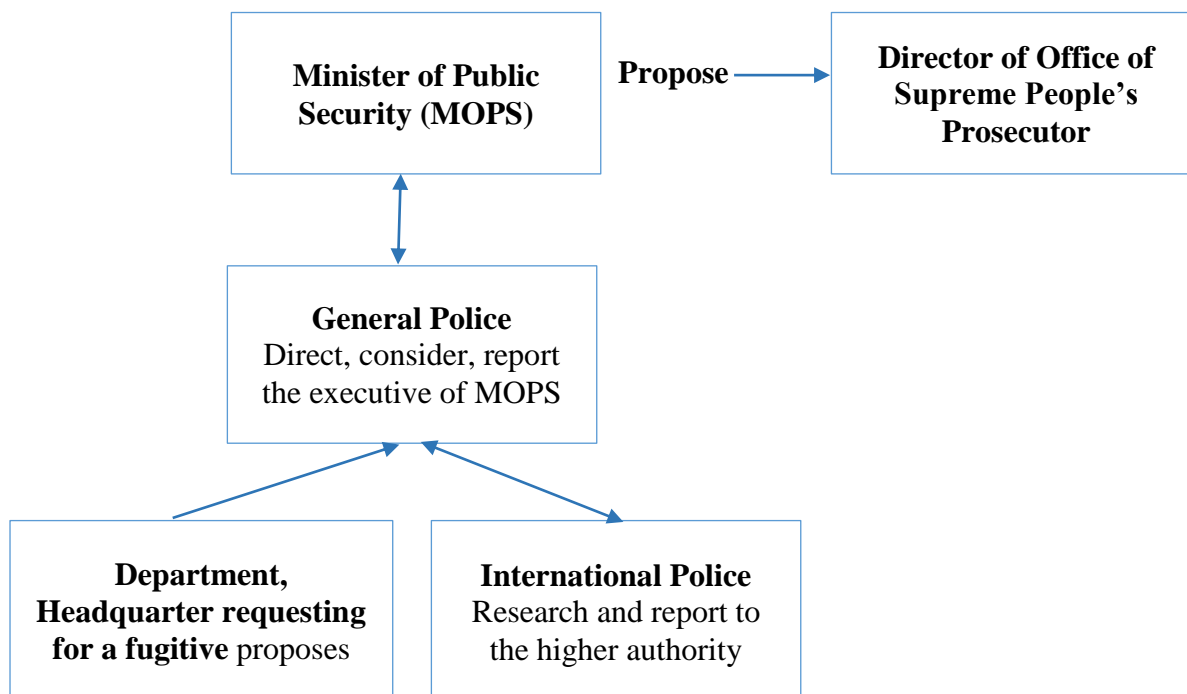 Minister of Public
Security (MOPS)
Propose
Director of Office of
Supreme People’s
Prosecutor
General Police
Direct, consider, report
the executive of MOPS
Department,
Headquarter requesting
for a fugitive proposes
International Police
Research and report to
the higher authority